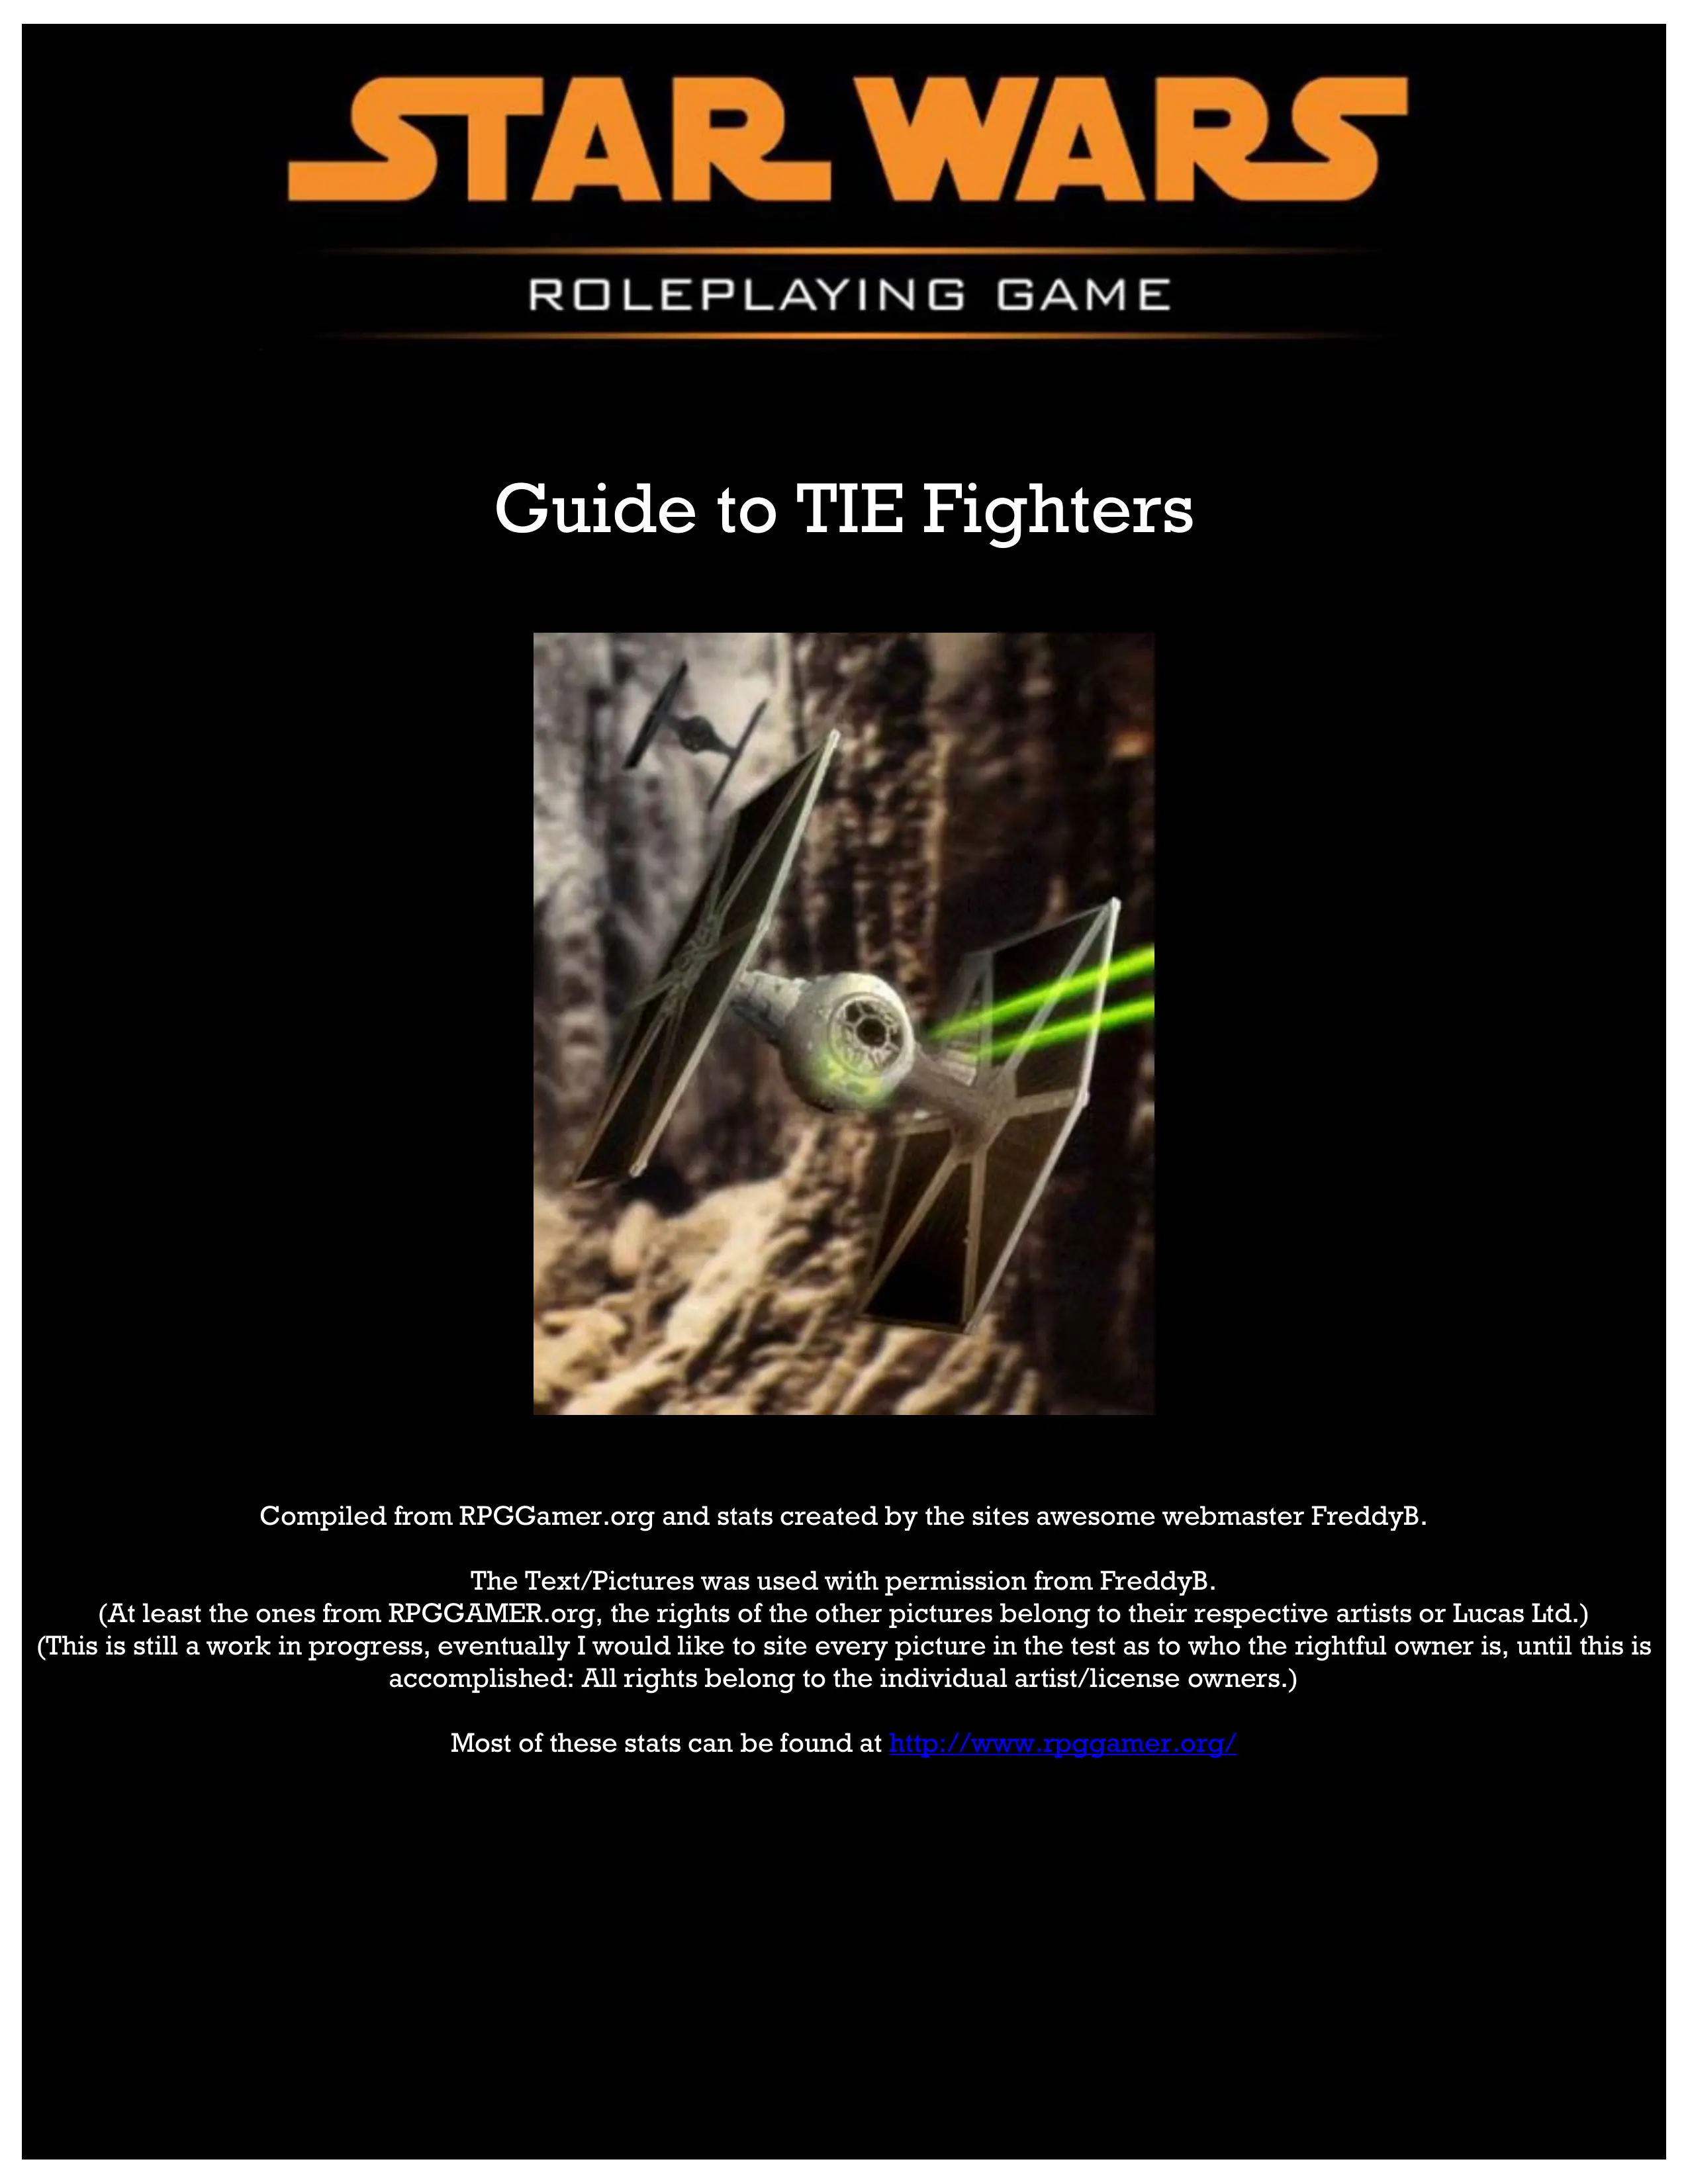 STAR WARS
ROLEPLAYING GAME
Guide to TIE Fighters
Compiled from RPGGamer.org and stats created by the sites awesome webmaster FreddyB.
The Text/Pictures was used with permission from FreddyB.
(At least the ones from RPGGAMER.org, the rights of the other pictures belong to their respective artists or Lucas Ltd.)
(This is still a work in progress, eventually I would like to site every picture in the test as to who the rightful owner is, until this is
accomplished: All rights belong to the individual artist/license owners.)
Most of these stats can be found at http://www.rpggamer.org/